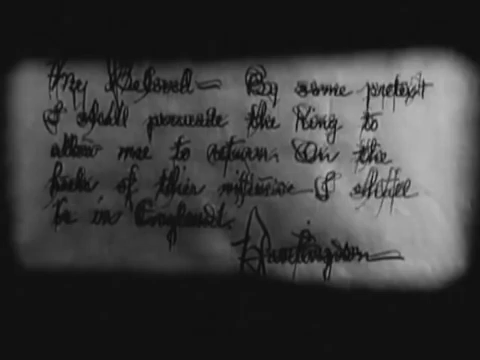 My Beloved — By some pretext
I shall persuade the King to
allow me to return. On the
heels of this missive I shall
be in England.
Huntingdon